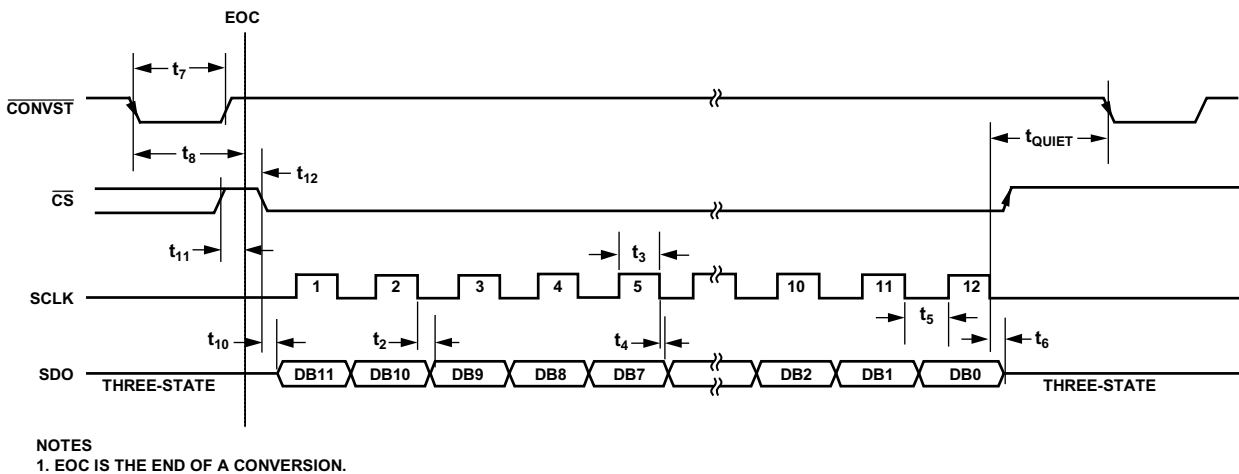 EOC
t7
CONVST
t8
tQUIET
t12
CS
t11
t3
SCLK
1 2 3 4 5 10 11 12
t10 t2 t4 t5 t6
SDO
THREE-STATE
DB11 DB10 DB9 DB8 DB7 DB2 DB1 DB0
THREE-STATE
NOTES
1. EOC IS THE END OF A CONVERSION.